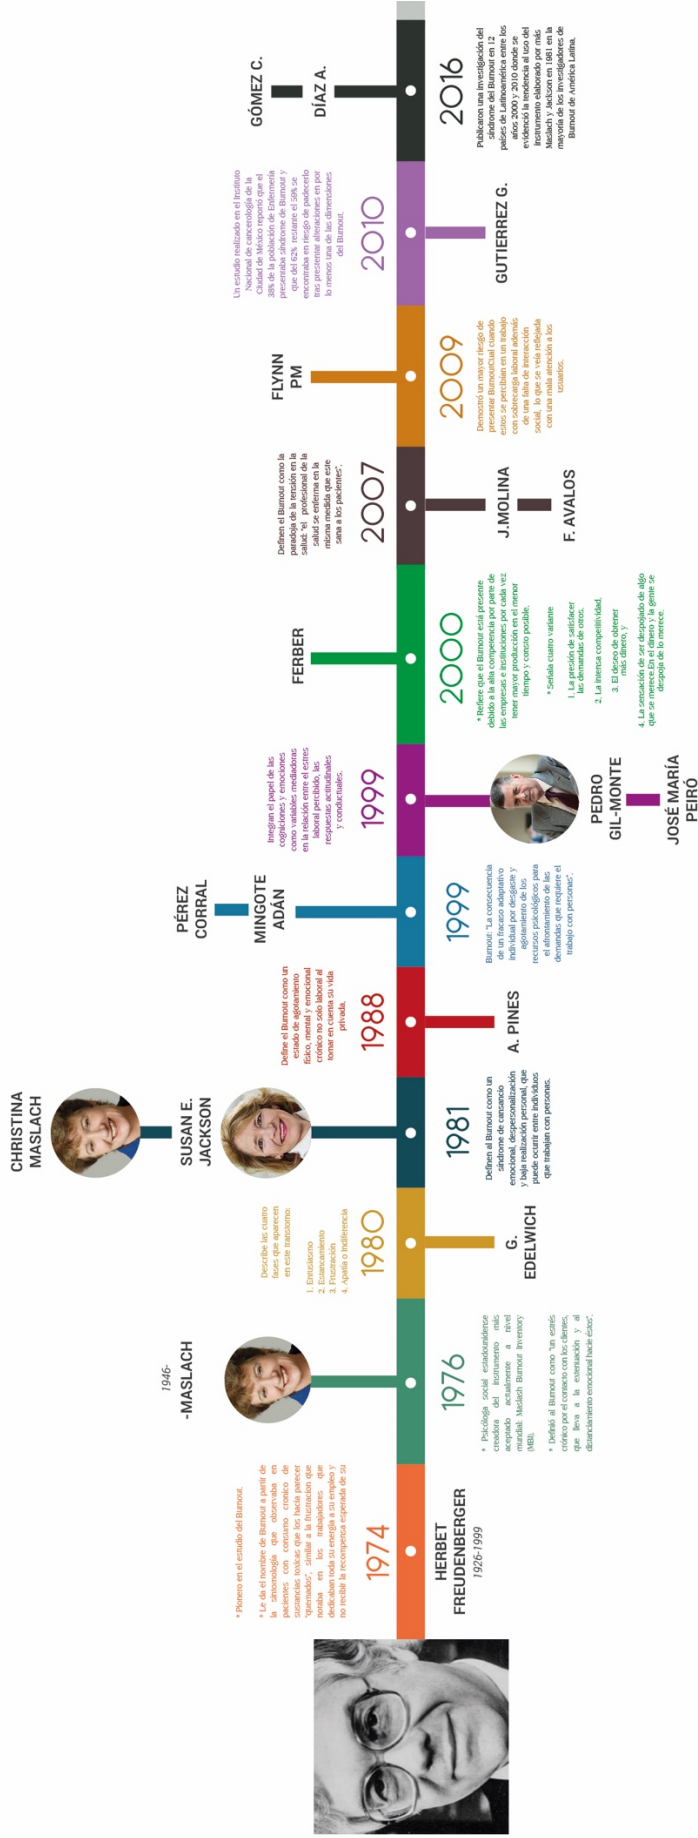 * Pionero en el estudio del Burnout.
* Le da el nombre de Burnout a partir de
la sintomología que observaba en
pacientes con consumo cronico de
sustancias toxicas que los hacia parecer
"quemados", similar a la frustracion que
notaba en los trabajadores que
dedicaban toda su energia a su empleo y
no recibir la recompensa esperada de su
1974
HERBET
FREUDENBERGER
1926-1999
1946-
-MASLACH
1976
* Psicóloga social estadounidense
creadora del instrumento más
aceptado actualmente a nivel
mundial: Maslash Burnout Inventory
(MBI).
* Definió al Burnout como "un estrés
crónico por el contacto con los clientes,
que lleva a la extenuación y al
distanciamiento emocional hacie éstos".
Describe las cuatro
fases que aparecen
en este transtorno:
1. Entusiasmo
2. Estancamiento
3. Frustración
4. Apatía o Indiferencia
1980
G.
EDELWICH
CHRISTINA
MASLACH
SUSAN E.
JACKSON
1981
Definen al Burnout como un
síndrome de cansancio
emocional, despersonalización
y baja realización personal, que
puede ocurrir entre individuos
que trabajan con personas.
Define el Burnout como un
estado de agotamiento
físico, mental y emocional
crónico no solo laboral al
tomar en cuenta su vida
privada.
1988
A. PINES
PÉREZ
CORRAL
MINGOTE
ADÁN
1999
Burnout: "La consecuencia
de un fracaso adaptativo
individual por desgaste y
agotamiento de los
recursos psicológicos para
el afrontamiento de las
demandas que requiere el
trabajo con personas".
Integran el papel de las
cogniciones y emociones
como variables mediadoras
en la relación entre el estres
laboral percibido, las
respuestas actitudinales
y conductuales.
1999
PEDRO
GIL-MONTE
JOSÉ MARÍA
PEIRÓ
FERBER
2000
* Refiere que el Burnout está presente
debido a la alta competencia por parte de
las empresas e instituciones por cada vez
tener mayor producción en el menor
tiempo y consto posible.
* Señala cuatro variante
1. La presión de satisfacer
las demandas de otros.
2. La intensa competitividad,
3. El deseo de obtener
más dinero, y
4. La sensación de ser despojado de algo
que se merece.En el dinero y la gente se
despoja de lo merece.
Definen el Burnout como la
paradoja de la tensión en la
salud: "el profesional de la
salud se enferma en la
misma medida que este
sana a los pacientes".
2007
J.MOLINA
F. AVALOS
FLYNN
PM
2009
Demostró un mayor riesgo de
presentar BurnoutCual cuando
estos se percibían en un trabajo
con sobrecarga laboral además
de una falta de interacción
social, lo que se veía reflejada
con una mala atención a los
usuarios.
Un estudio realizado en el Instituto
Nacional de cancerología de la
Ciudad de México reportó que el
38% de la población de Enfermería
presentaba síndrome de Burnout y
que del 62% restante el 50% se
encontraba en riesgo de padecerlo
tras presentar alteraciones en por
lo menos una de las dimensiones
del Burnout.
2010
GUTIERREZ G.
GÓMEZ C.
DÍAZ A.
2016
Publicaron una investigación del
síndrome del Burnout en 12
países de Latinoamérica entre los
años 2000 y 2010 donde se
evidenció la tendencia al uso del
instrumento elaborado por más
Maslach y Jackson en 1981 en la
mayoría de los investigadores de
Burnout de América Latina.